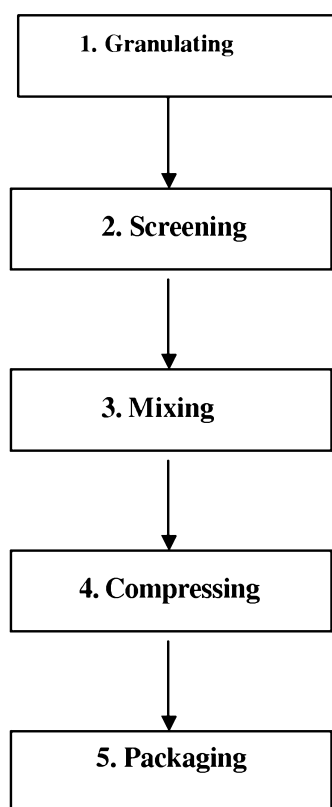 1. Granulating
2. Screening
3. Mixing
4. Compressing
5. Packaging